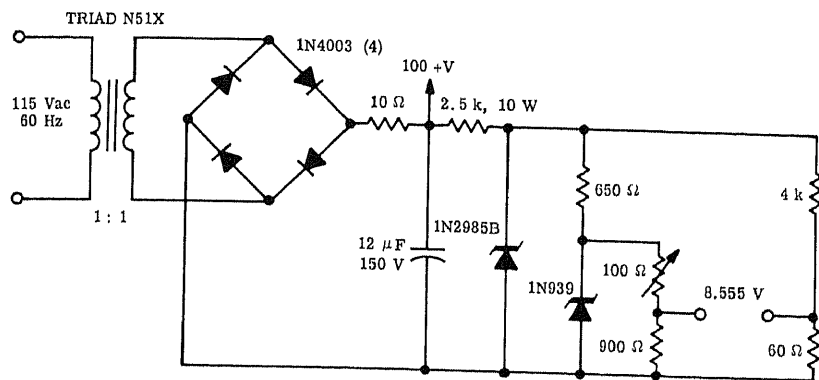 TRIAD N51X
1N4003 (4)
100 +V
115 Vac
60 Hz
10 Ω
2.5 k, 10 W
1 : 1
650 Ω
4 k
1N2985B
12 μF
150 V
1N939
100 Ω
8.555 V
900 Ω
60 Ω